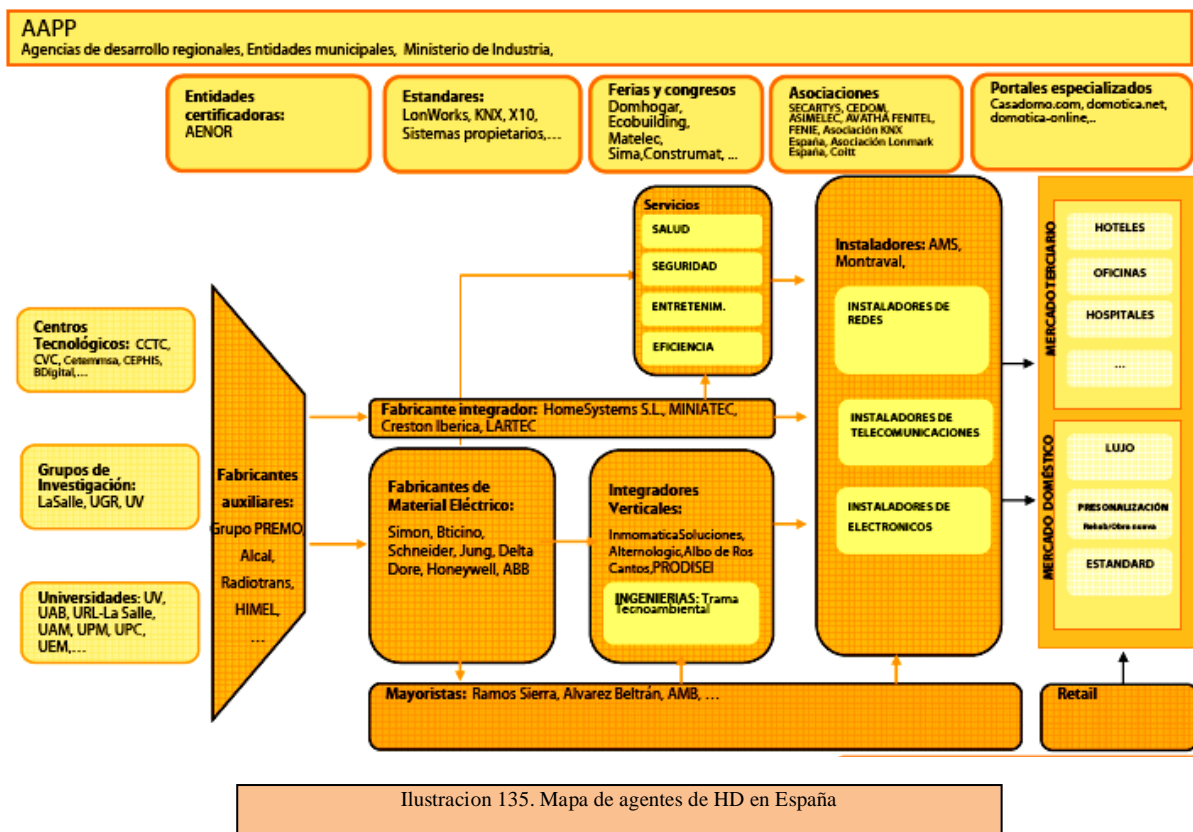 AAPP
Agencias de desarrollo regionales, Entidades municipales, Ministerio de Industria,
Entidades
certificadoras:
AENOR
Estandares:
LonWorks, KNX, X10,
Sistemas propietarios,...
Ferias y congresos
Domhogar,
Ecobuilding,
Matelec,
Sima,Construmat, ...
Asociaciones
SECARTYS, CEDOM,
ASIMELEC, AVATHA FENITEL,
FENIE, Asociación KNX
España, Asociación Lonmark
España, Coitt
Portales especializados
Casadomo.com, domotica.net,
domotica-online,..
Centros
Tecnológicos: CCTC,
CVC, Cetemmsa, CEPHIS,
BDigital,...
Grupos de
Investigación:
LaSalle, UGR, UV
Universidades: UV,
UAB, URL-La Salle,
UAM, UPM, UPC,
UEM,...
Fabricantes
auxiliares:
Grupo PREMO,
Alcal,
Radiotrans,
HIMEL,
...
Servicios
SALUD
SEGURIDAD
ENTRETENIM.
EFICIENCIA
Fabricante integrador: HomeSystems S.L., MINIATEC,
Creston Iberica, LARTEC
Fabricantes de
Material Eléctrico:
Simon, Bticino,
Schneider, Jung, Delta
Dore, Honeywell, ABB
Integradores
Verticales:
InmomaticaSoluciones,
Alternologic,Albo de Ros
Cantos,PRODISEI
INGENIERIAS: Trama
Tecnoambiental
Mayoristas: Ramos Sierra, Alvarez Beltrán, AMB, ...
Instaladores: AMS,
Montraval,
INSTALADORES DE
REDES
INSTALADORES DE
TELECOMUNICACIONES
INSTALADORES DE
ELECTRONICOS
MERCADO TERCIARIO
HOTELES
OFICINAS
HOSPITALES
...
MERCADO DOMÉSTICO
LUJO
PRESONALIZACIÓN
Rehab/Obra nueva
ESTANDARD
Retail
Ilustracion 135. Mapa de agentes de HD en España